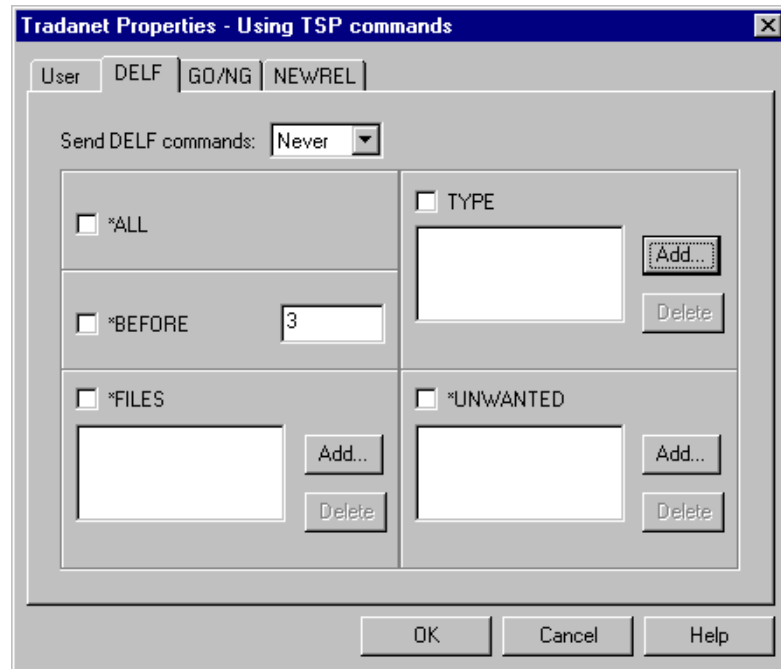 Tradanet Properties - Using TSP commands
User DELF GO/NG NEWREL
Send DELF commands: Never
*ALL
*BEFORE 3
TYPE
Add...
Delete
*FILES
Add...
Delete
*UNWANTED
Add...
Delete
OK Cancel Help